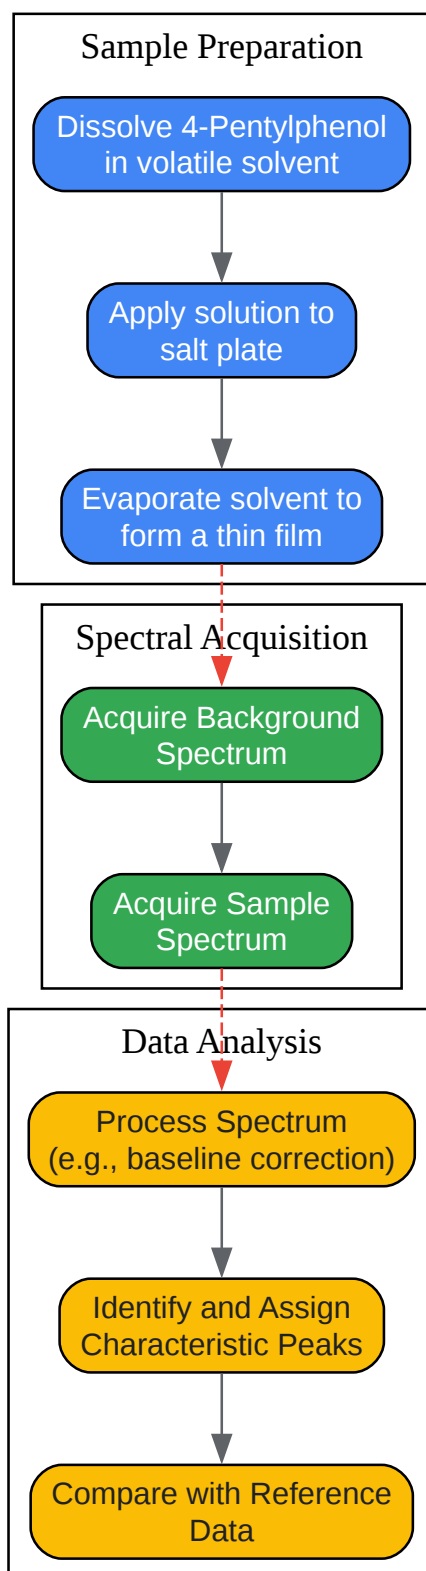 Sample Preparation
Dissolve 4-Pentylphenol
in volatile solvent
Apply solution to
salt plate
Evaporate solvent to
form a thin film
Spectral Acquisition
Acquire Background
Spectrum
Acquire Sample
Spectrum
Data Analysis
Process Spectrum
(e.g., baseline correction)
Identify and Assign
Characteristic Peaks
Compare with Reference
Data